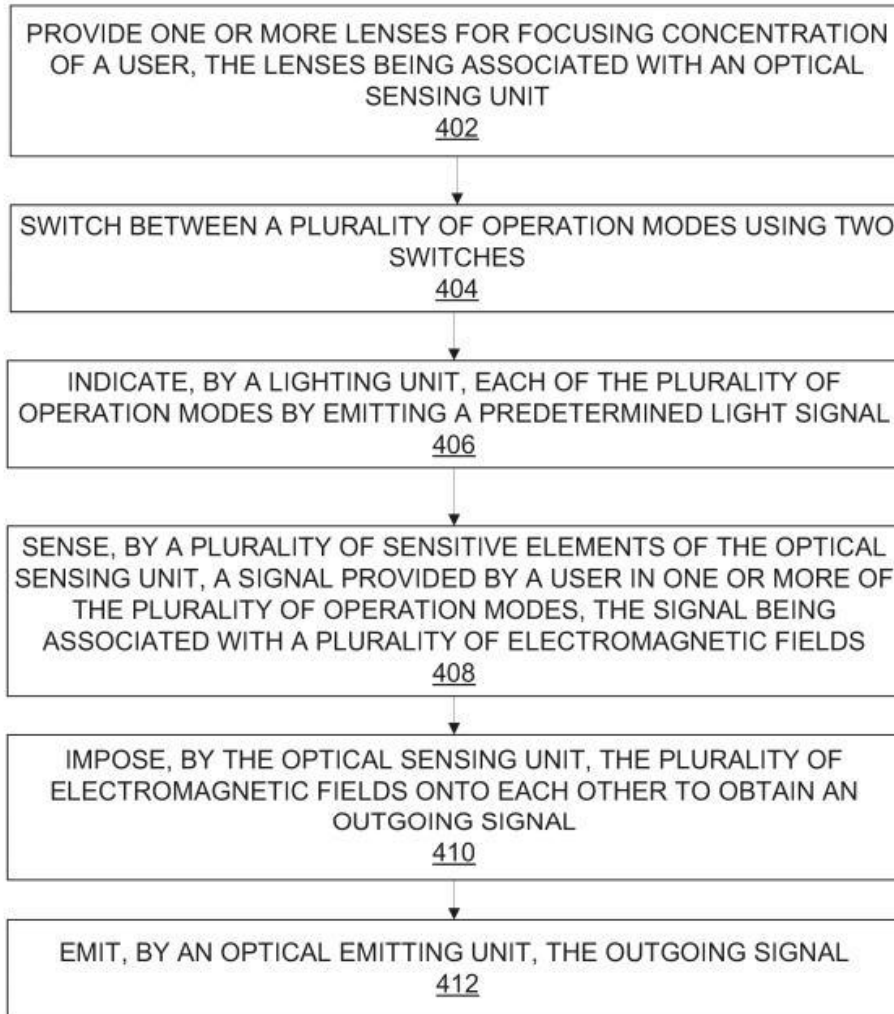 PROVIDE ONE OR MORE LENSES FOR FOCUSING CONCENTRATION
OF A USER, THE LENSES BEING ASSOCIATED WITH AN OPTICAL
SENSING UNIT
402
SWITCH BETWEEN A PLURALITY OF OPERATION MODES USING TWO
SWITCHES
404
INDICATE, BY A LIGHTING UNIT, EACH OF THE PLURALITY OF
OPERATION MODES BY EMITTING A PREDETERMINED LIGHT SIGNAL
406
SENSE, BY A PLURALITY OF SENSITIVE ELEMENTS OF THE OPTICAL
SENSING UNIT, A SIGNAL PROVIDED BY A USER IN ONE OR MORE OF
THE PLURALITY OF OPERATION MODES, THE SIGNAL BEING
ASSOCIATED WITH A PLURALITY OF ELECTROMAGNETIC FIELDS
408
IMPOSE, BY THE OPTICAL SENSING UNIT, THE PLURALITY OF
ELECTROMAGNETIC FIELDS ONTO EACH OTHER TO OBTAIN AN
OUTGOING SIGNAL
410
EMIT, BY AN OPTICAL EMITTING UNIT, THE OUTGOING SIGNAL
412